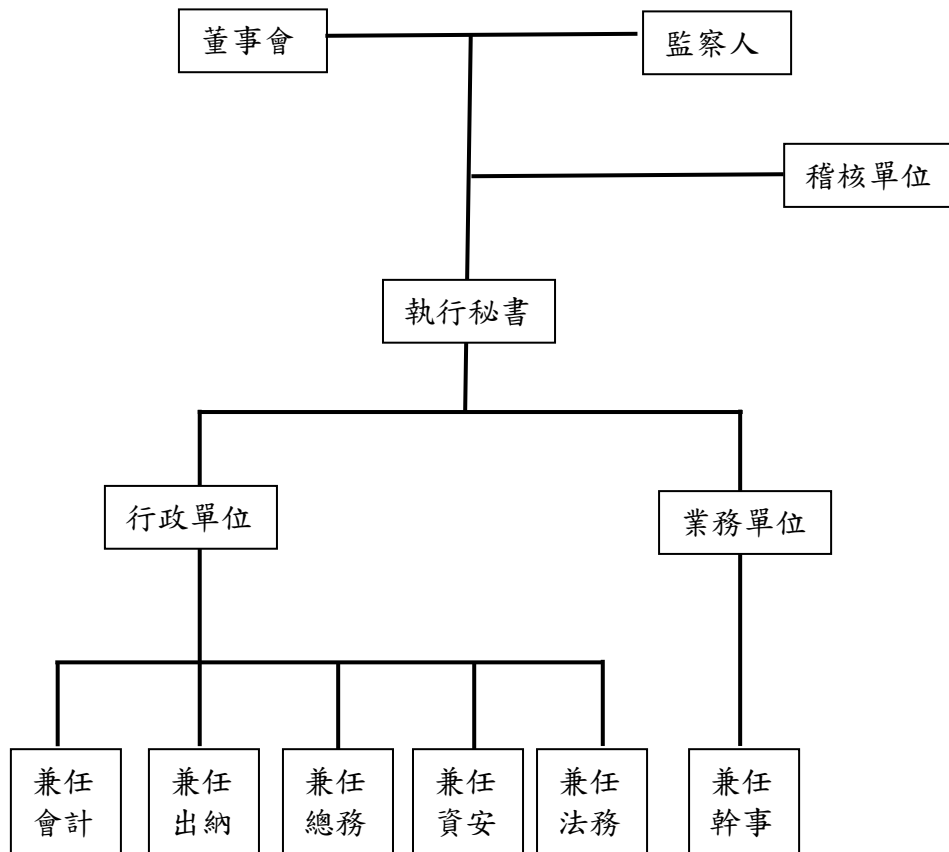 董事會
監察人
稽核單位
執行秘書
行政單位
業務單位
兼任
會計
兼任
出納
兼任
總務
兼任
資安
兼任
法務
兼任
幹事